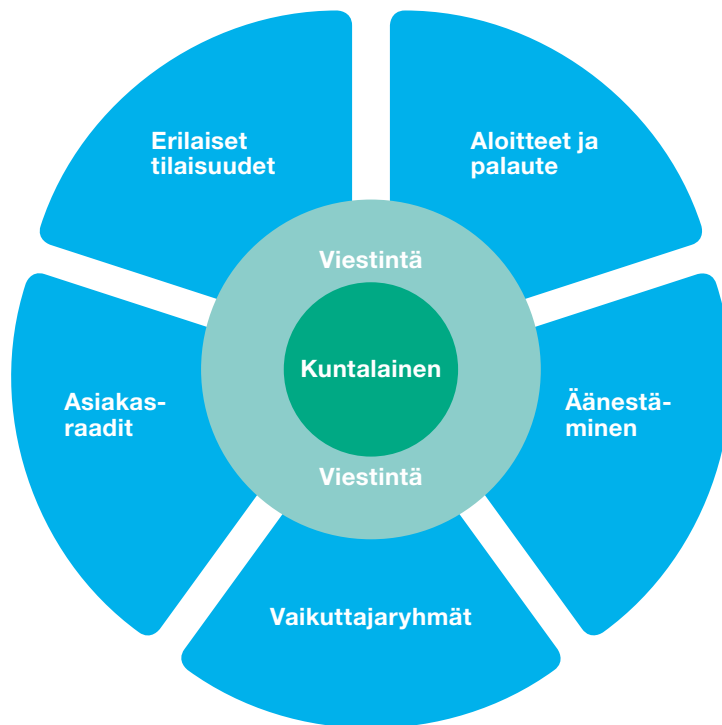 Erilaiset
tilaisuudet
Aloitteet ja
palaute
Viestintä
Kuntalainen
Asiakas-
raadit
Äänestä-
minen
Viestintä
Vaikuttajaryhmät